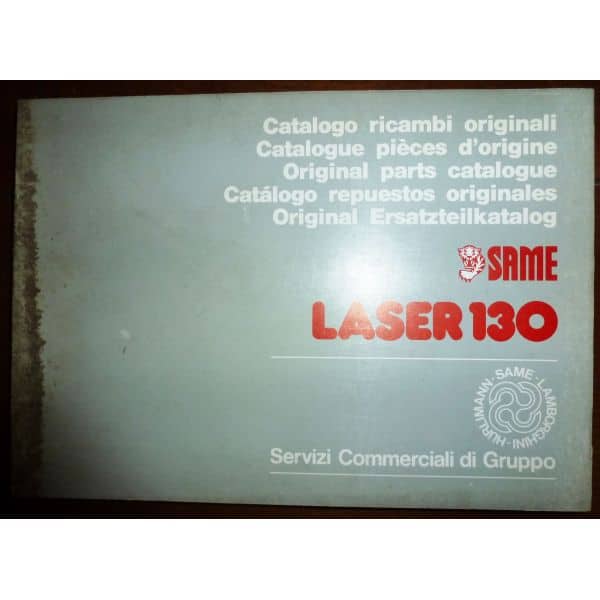 Catalogo ricambi originali
Catalogue pièces d'origine
Original parts catalogue
Catálogo repuestos originales
Original Ersatzteilkatalog
SAME
LASER 130
SAME - LAMBORGHINI - HURLIMANN -
Servizi Commerciali di Gruppo